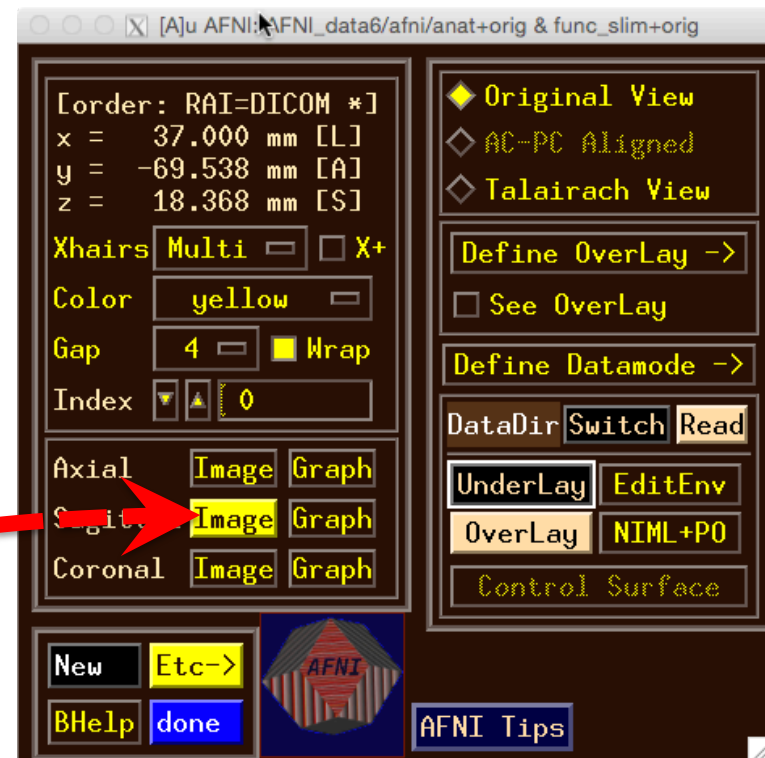 [A]u AFNI: AFNI_data6/afni/anat+orig & func_slim+orig
[order: RAI=DICOM *]
x = 37.000 mm [L]
y = -69.538 mm [A]
z = 18.368 mm [S]
Xhairs Multi X+
Color yellow
Gap 4 Wrap
Index 0
Axial Image Graph
Sagittal Image Graph
Coronal Image Graph
Original View
AC-PC Aligned
Talairach View
Define OverLay ->
See OverLay
Define Datamode ->
DataDir Switch Read
UnderLay EditEnv
OverLay NIML+PO
Control Surface
New Etc->
BHelp done
AFNI
AFNI Tips